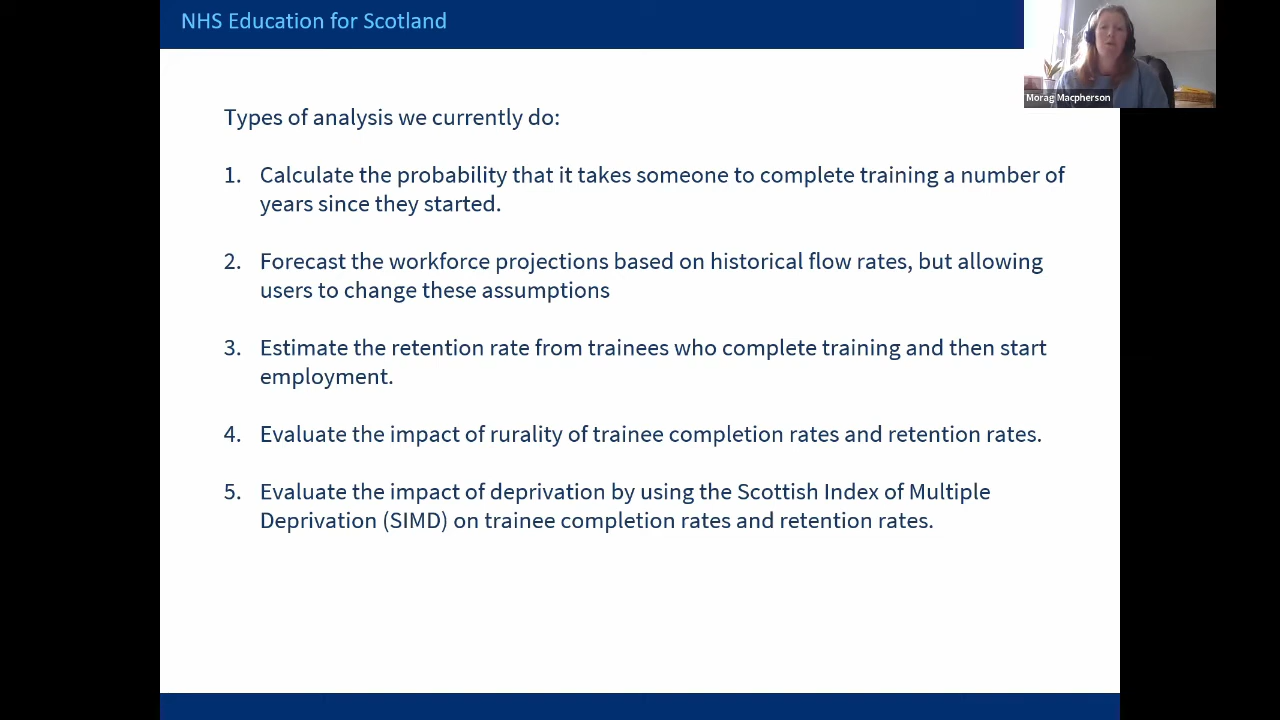 NHS Education for Scotland
Morag Macpherson
Types of analysis we currently do:
1. Calculate the probability that it takes someone to complete training a number of
years since they started.
2. Forecast the workforce projections based on historical flow rates, but allowing
users to change these assumptions
3. Estimate the retention rate from trainees who complete training and then start
employment.
4. Evaluate the impact of rurality of trainee completion rates and retention rates.
5. Evaluate the impact of deprivation by using the Scottish Index of Multiple
Deprivation (SIMD) on trainee completion rates and retention rates.